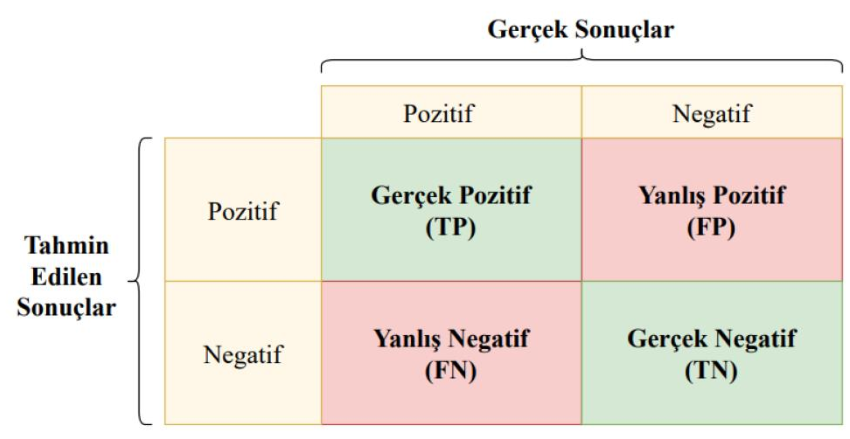 Gerçek Sonuçlar
Pozitif
Negatif
Pozitif
Gerçek Pozitif
(TP)
Yanlış Pozitif
(FP)
Tahmin
Edilen
Sonuçlar
Negatif
Yanlış Negatif
(FN)
Gerçek Negatif
(TN)